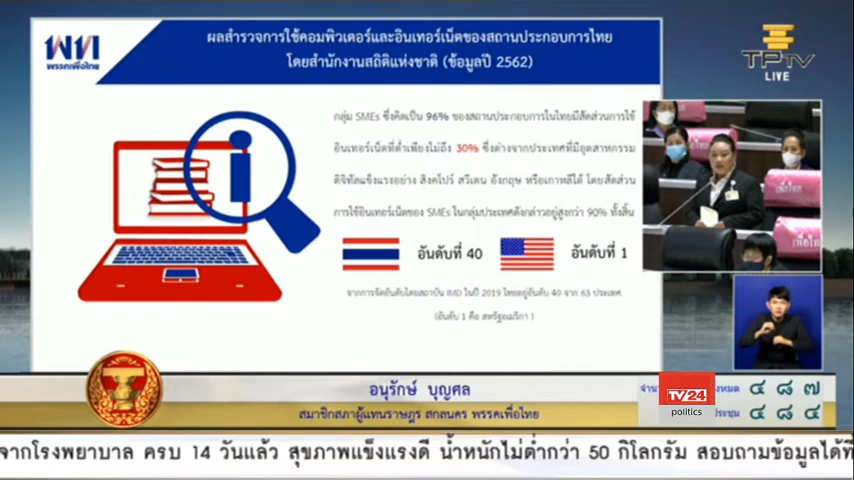 พท
พรรคเพื่อไทย
ผลสำรวจการใช้คอมพิวเตอร์และอินเทอร์เน็ตของสถานประกอบการไทย
โดยสำนักงานสถิติแห่งชาติ (ข้อมูลปี 2562)
TPTV
LIVE
กลุ่ม SMEs ซึ่งคิดเป็น 96% ของสถานประกอบการในไทยมีสัดส่วนการใช้
อินเทอร์เน็ตที่ต่ำเพียงไม่ถึง 30% ซึ่งต่างจากประเทศที่มีอุตสาหกรรม
ดิจิทัลแข็งแรงอย่าง สิงคโปร์ สวีเดน อังกฤษ หรือเกาหลีใต้ โดยสัดส่วน
การใช้อินเทอร์เน็ตของ SMEs ในกลุ่มประเทศดังกล่าวอยู่สูงกว่า 90% ทั้งสิ้น
อันดับที่ 40
อันดับที่ 1
จากการจัดอันดับโดยสถาบัน IMD ในปี 2019 ไทยอยู่อันดับ 40 จาก 63 ประเทศ
(อันดับ 1 คือ สหรัฐอเมริกา )
เพื่อไทย
เพื่อไท
อนุรักษ์ บุญศล
สมาชิกสภาผู้แทนราษฎร สกลนคร พรรคเพื่อไทย
จำน
งหมด ๔ ๘ ๗
TV24
politics
ประชุม ๔ ๘ ๔
จากโรงพยาบาล ครบ 14 วันแล้ว สุขภาพแข็งแรงดี น้ำหนักไม่ต่ำกว่า 50 กิโลกรัม สอบถามข้อมูลได้ที่